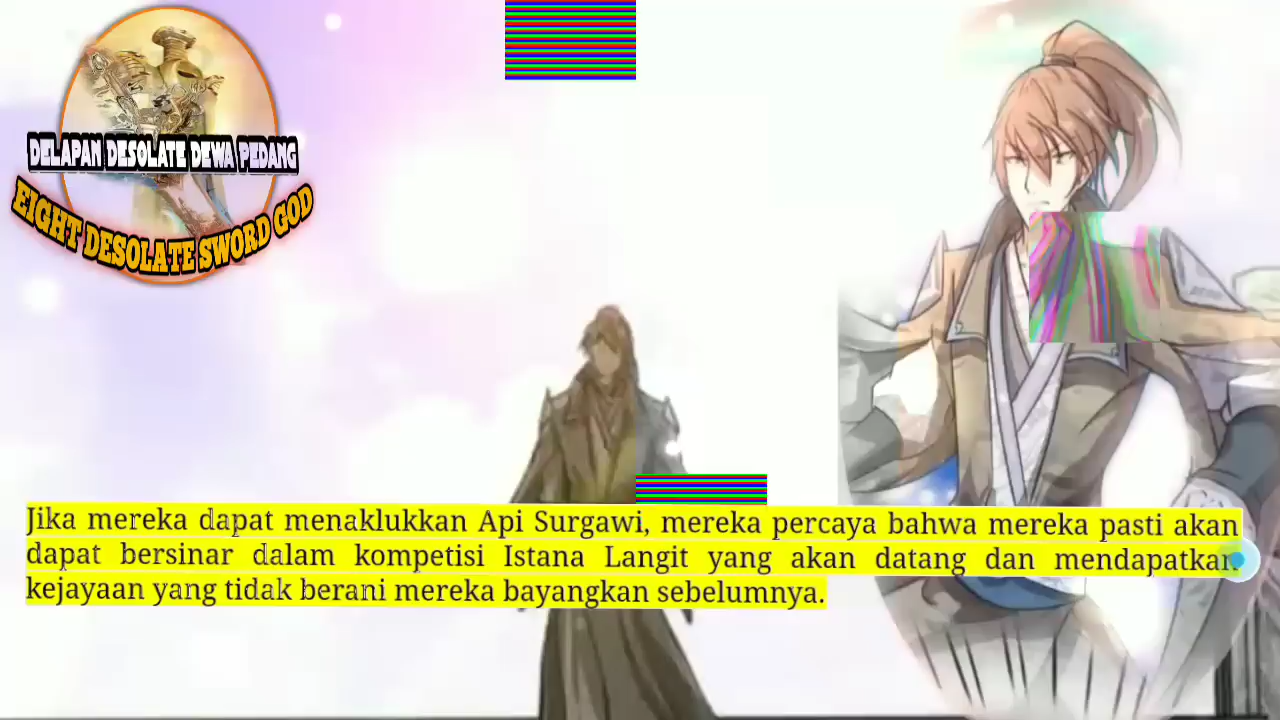 DELAPAN DESOLATE DEWA PEDANG
EIGHT DESOLATE SWORD GOD
Jika mereka dapat menaklukkan Api Surgawi, mereka percaya bahwa mereka pasti akan
dapat bersinar dalam kompetisi Istana Langit yang akan datang dan mendapatkan
kejayaan yang tidak berani mereka bayangkan sebelumnya.